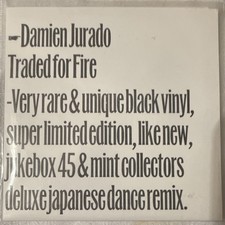 ☛Damien Jurado
Traded for Fire
-Very rare & unique black vinyl,
super limited edition, like new,
jukebox 45 & mint collectors
deluxe japanese dance remix.